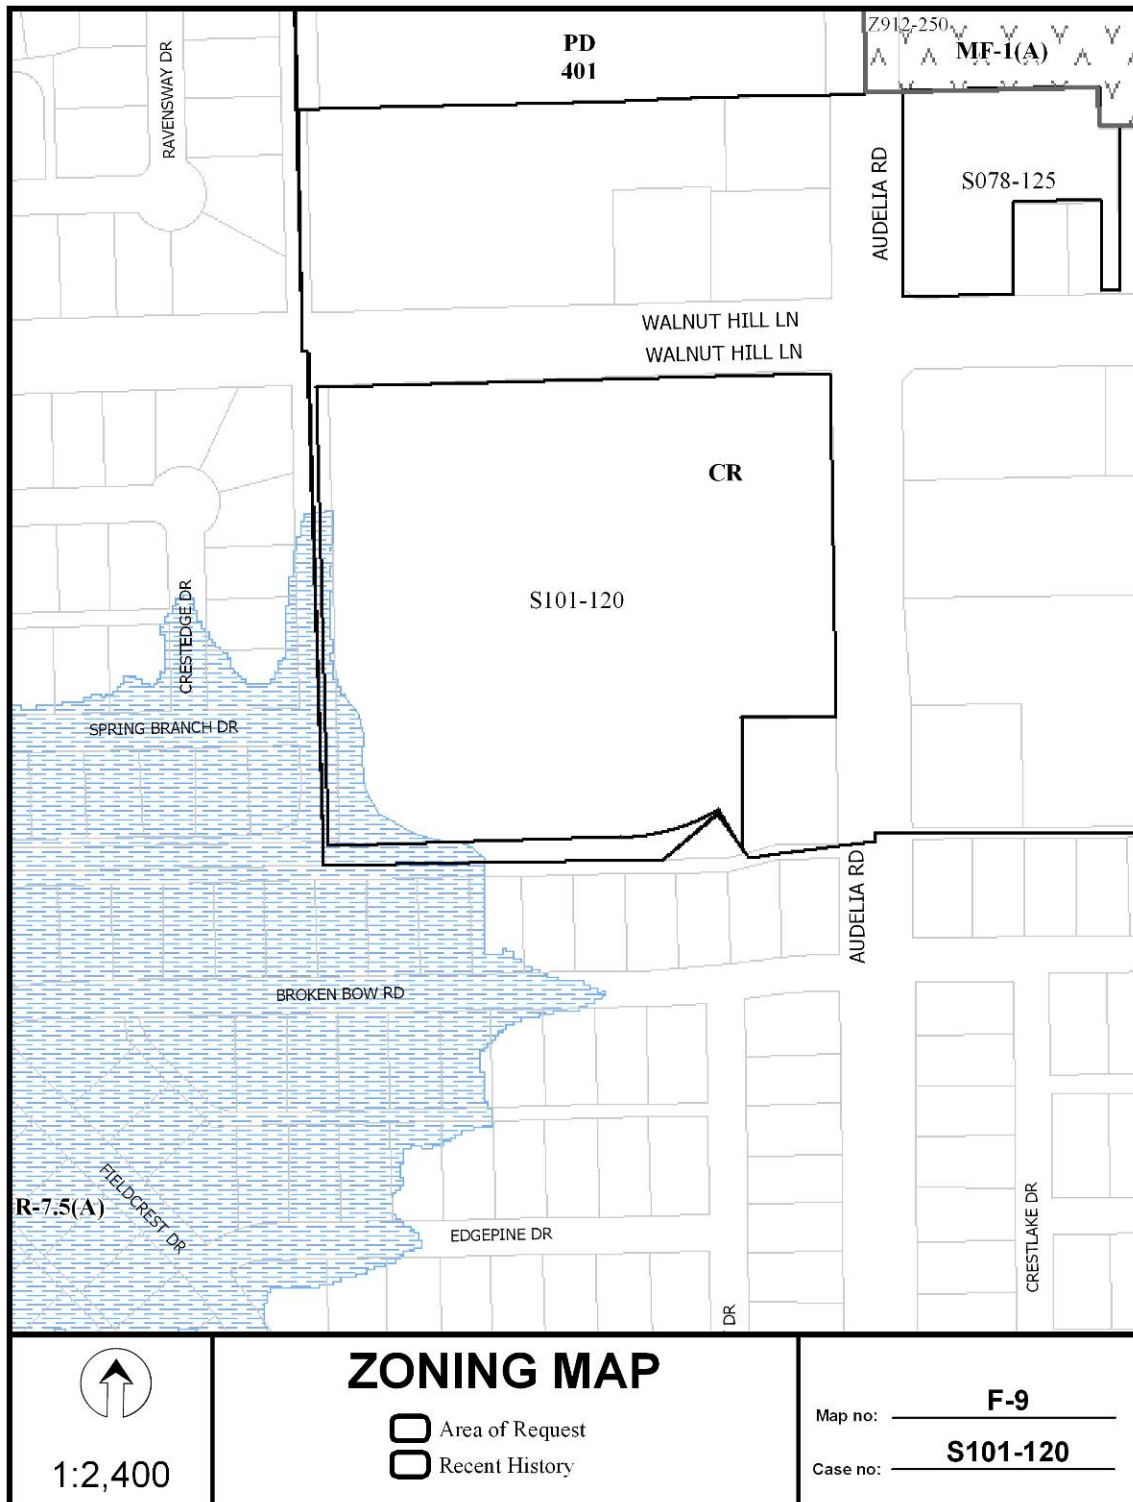 PD
401
Z912-250
MF-1(A)
RAVENSWAY DR
AUDELIA RD
S078-125
WALNUT HILL LN
WALNUT HILL LN
CR
S101-120
CRESTEDGE DR
SPRING BRANCH DR
AUDELIA RD
BROKEN BOW RD
FIELDCREST DR
R-7.5(A)
EDGEPINE DR
CRESTLAKE DR
DR
1:2,400
ZONING MAP
Area of Request
Recent History
Map no: F-9
Case no: S101-120